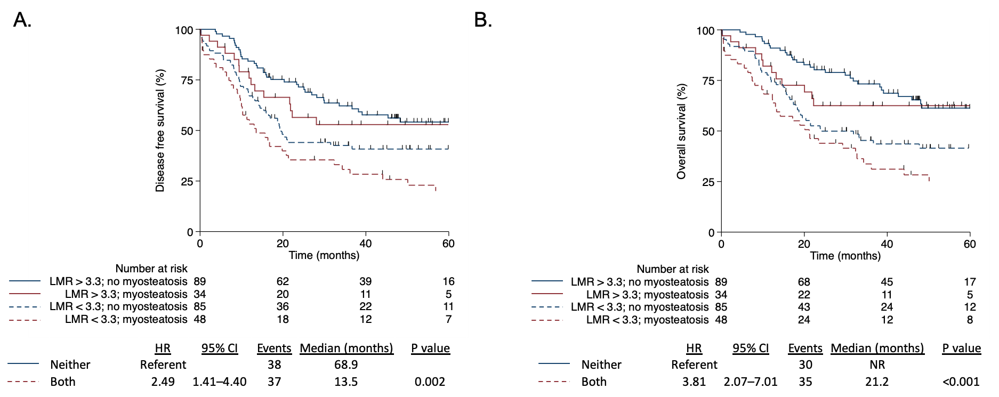 A.
100
75
50
25
0
Disease free survival (%)
0 20 40 60
Time (months)
Number at risk
LMR > 3.3; no myosteatosis 89 62 39 16
LMR > 3.3; myosteatosis 34 20 11 5
LMR < 3.3; no myosteatosis 85 36 22 11
LMR < 3.3; myosteatosis 48 18 12 7
HR 95% CI Events Median (months) P value
Neither Referent 38 68.9
Both 2.49 1.41–4.40 37 13.5 0.002
B.
100
75
50
25
0
Overall survival (%)
0 20 40 60
Time (months)
Number at risk
LMR > 3.3; no myosteatosis 89 68 45 17
LMR > 3.3; myosteatosis 34 22 11 5
LMR < 3.3; no myosteatosis 85 43 24 12
LMR < 3.3; myosteatosis 48 24 12 8
HR 95% CI Events Median (months) P value
Neither Referent 30 NR
Both 3.81 2.07–7.01 35 21.2 <0.001